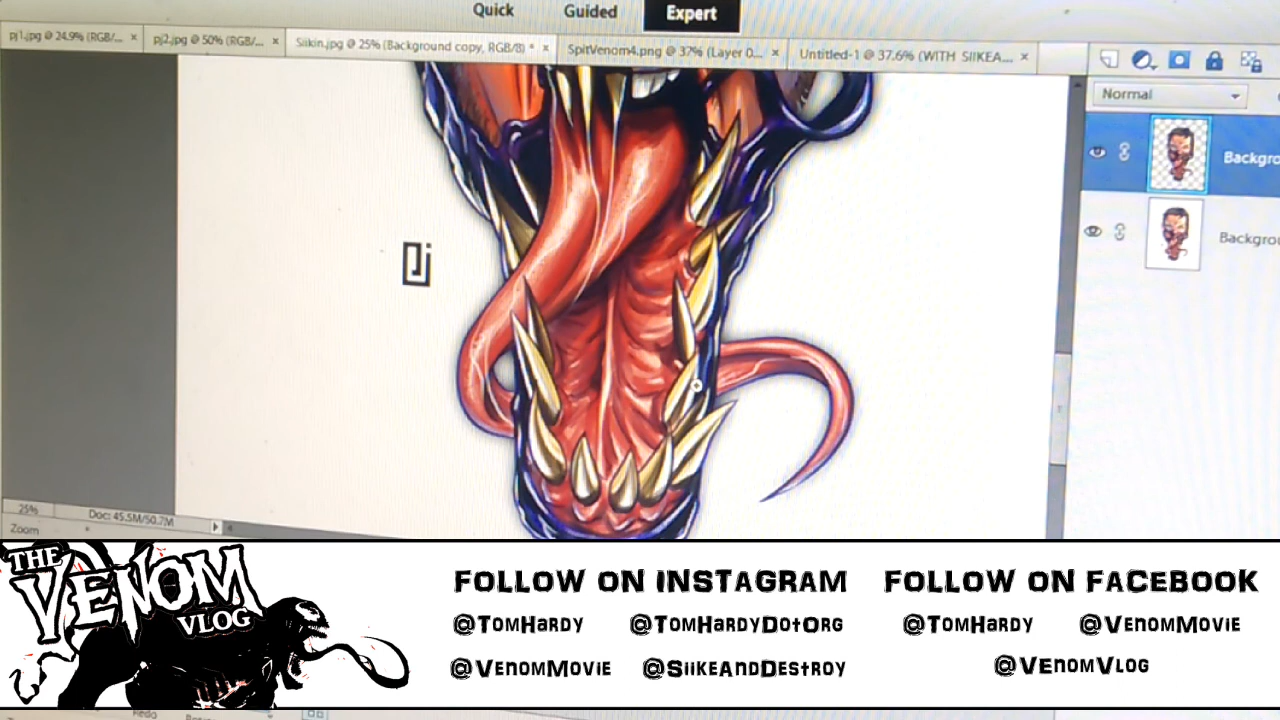 Quick Guided Expert
pj1.jpg @ 24.9% (RGB/... × pj2.jpg @ 50% (RGB/... × Siikin.jpg @ 25% (Background copy, RGB/8) * × SpitVenom4.png @ 37% (Layer 0... × Untitled-1 @ 37.6% (WITH SIIKEA... ×
Normal
Backgro
Backgro
25% Doc: 45.5M/50.7M
Zoom
THE
VENOM
VLOG
FOLLOW ON INSTAGRAM FOLLOW ON FACEBOOK
@TomHardy @TomHardyDotOrg @TomHardy @VenomMovie
@VenomMovie @SiikeAndDestroy @VenomVlog
Redo